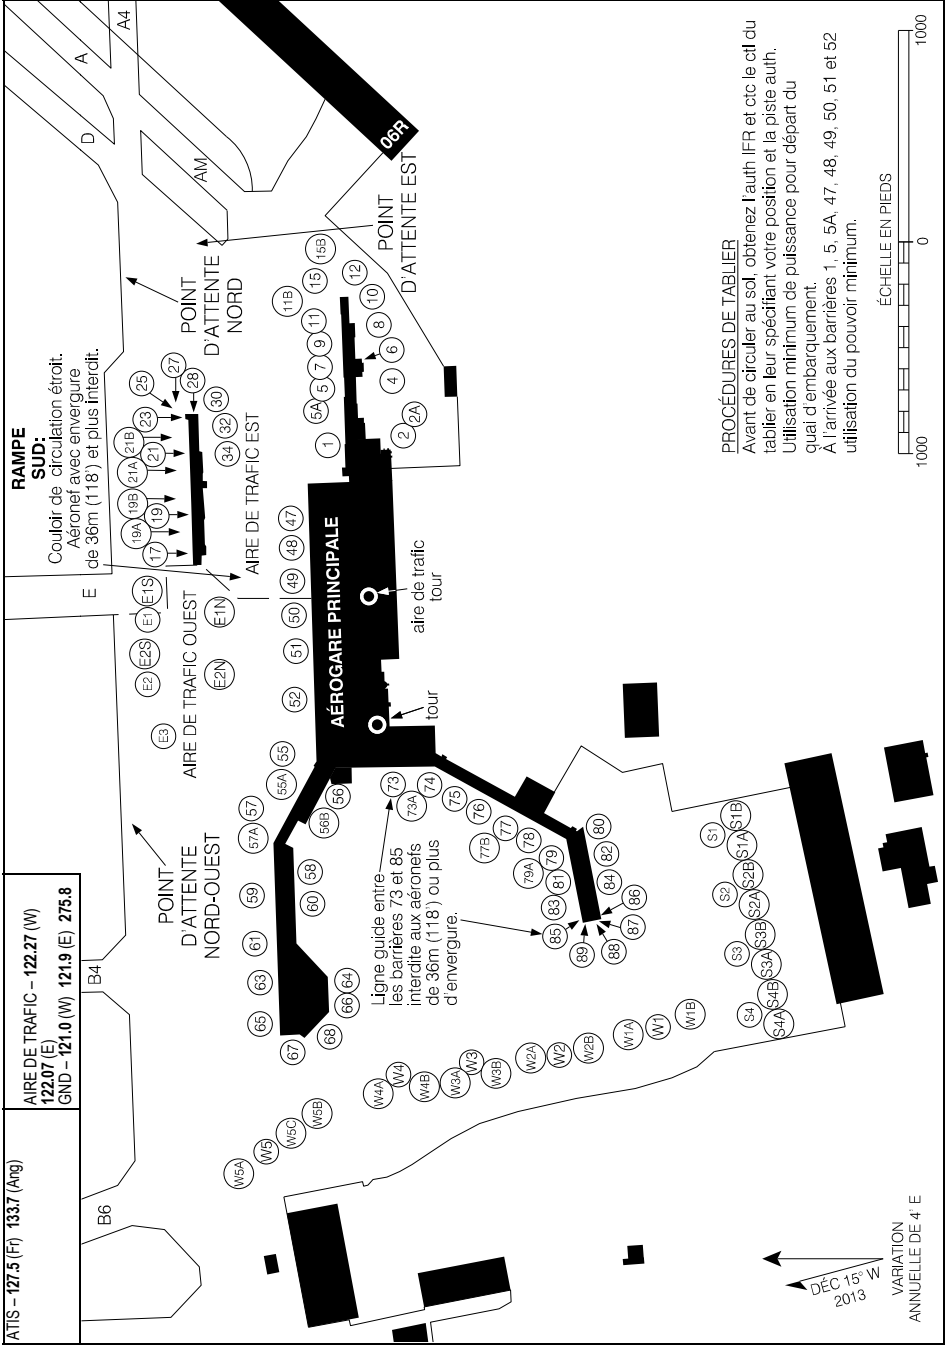 ATIS – 127.5 (Fr) 133.7 (Ang)
AIRE DE TRAFIC – 122.27 (W)
122.07 (E)
GND – 121.0 (W) 121.9 (E) 275.8
B6
B4
E
D
A
A4
AM
06R
RAMPE
SUD:
Couloir de circulation étroit.
Aéronef avec envergure
de 36m (118') et plus interdit.
POINT
D'ATTENTE
NORD-OUEST
POINT
D'ATTENTE
NORD
POINT
D'ATTENTE EST
AIRE DE TRAFIC OUEST
AIRE DE TRAFIC EST
E3
E2
E2S
E1
E1S
E2N
E1N
17
19A
19
19B
21A
21
21B
23
25
27
28
30
32
34
W5A
W5
W5C
W5B
65
63
61
59
57A
57
55A
55
52
51
50
49
48
47
1
5A
5
7
9
11
11B
15
15B
12
10
8
6
4
2A
2
67
68
66
64
60
58
56B
56
AÉROGARE PRINCIPALE
tour
aire de trafic
tour
W4A
W4
W4B
W3A
W3
W3B
W2A
W2
W2B
W1A
W1
W1B
Ligne guide entre
les barrières 73 et 85
interdite aux aéronefs
de 36m (118') ou plus
d'envergure.
73
73A
74
75
76
77B
77
78
79A
79
81
83
85
89
88
87
86
84
82
80
S4
S4A
S4B
S3
S3A
S3B
S2
S2A
S2B
S1
S1A
S1B
PROCÉDURES DE TABLIER
Avant de circuler au sol, obtenez l'auth IFR et ctc le ctl du
tablier en leur spécifiant votre position et la piste auth.
Utilisation minimum de puissance pour départ du
quai d'embarquement.
À l'arrivée aux barrières 1, 5, 5A, 47, 48, 49, 50, 51 et 52
utilisation du pouvoir minimum.
ÉCHELLE EN PIEDS
1000
0
1000
DÉC 15° W
2013
VARIATION
ANNUELLE DE 4' E